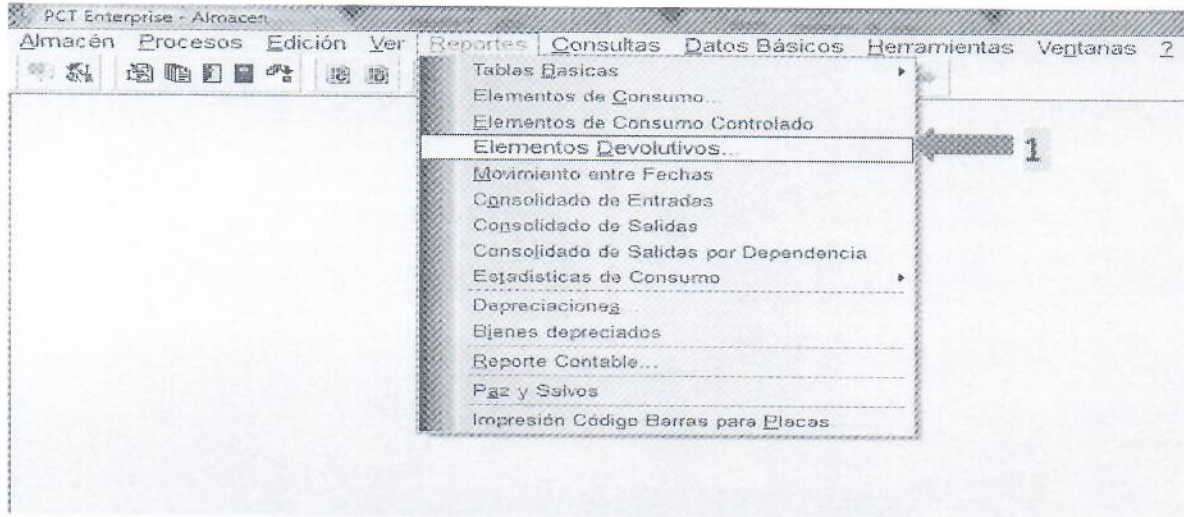 PCT Enterprise - Almacen
Almacén Procesos Edición Ver Reportes Consultas Datos Básicos Herramientas Ventanas ?
Tablas Basicas
Elementos de Consumo...
Elementos de Consumo Controlado
Elementos Devolutivos...
1
Movimiento entre Fechas
Consolidado de Entradas
Consolidado de Salidas
Consolidado de Salidas por Dependencia
Estadisticas de Consumo
Depreciaciones...
Bienes depreciados
Reporte Contable...
Paz y Salvos
Impresión Código Barras para Placas